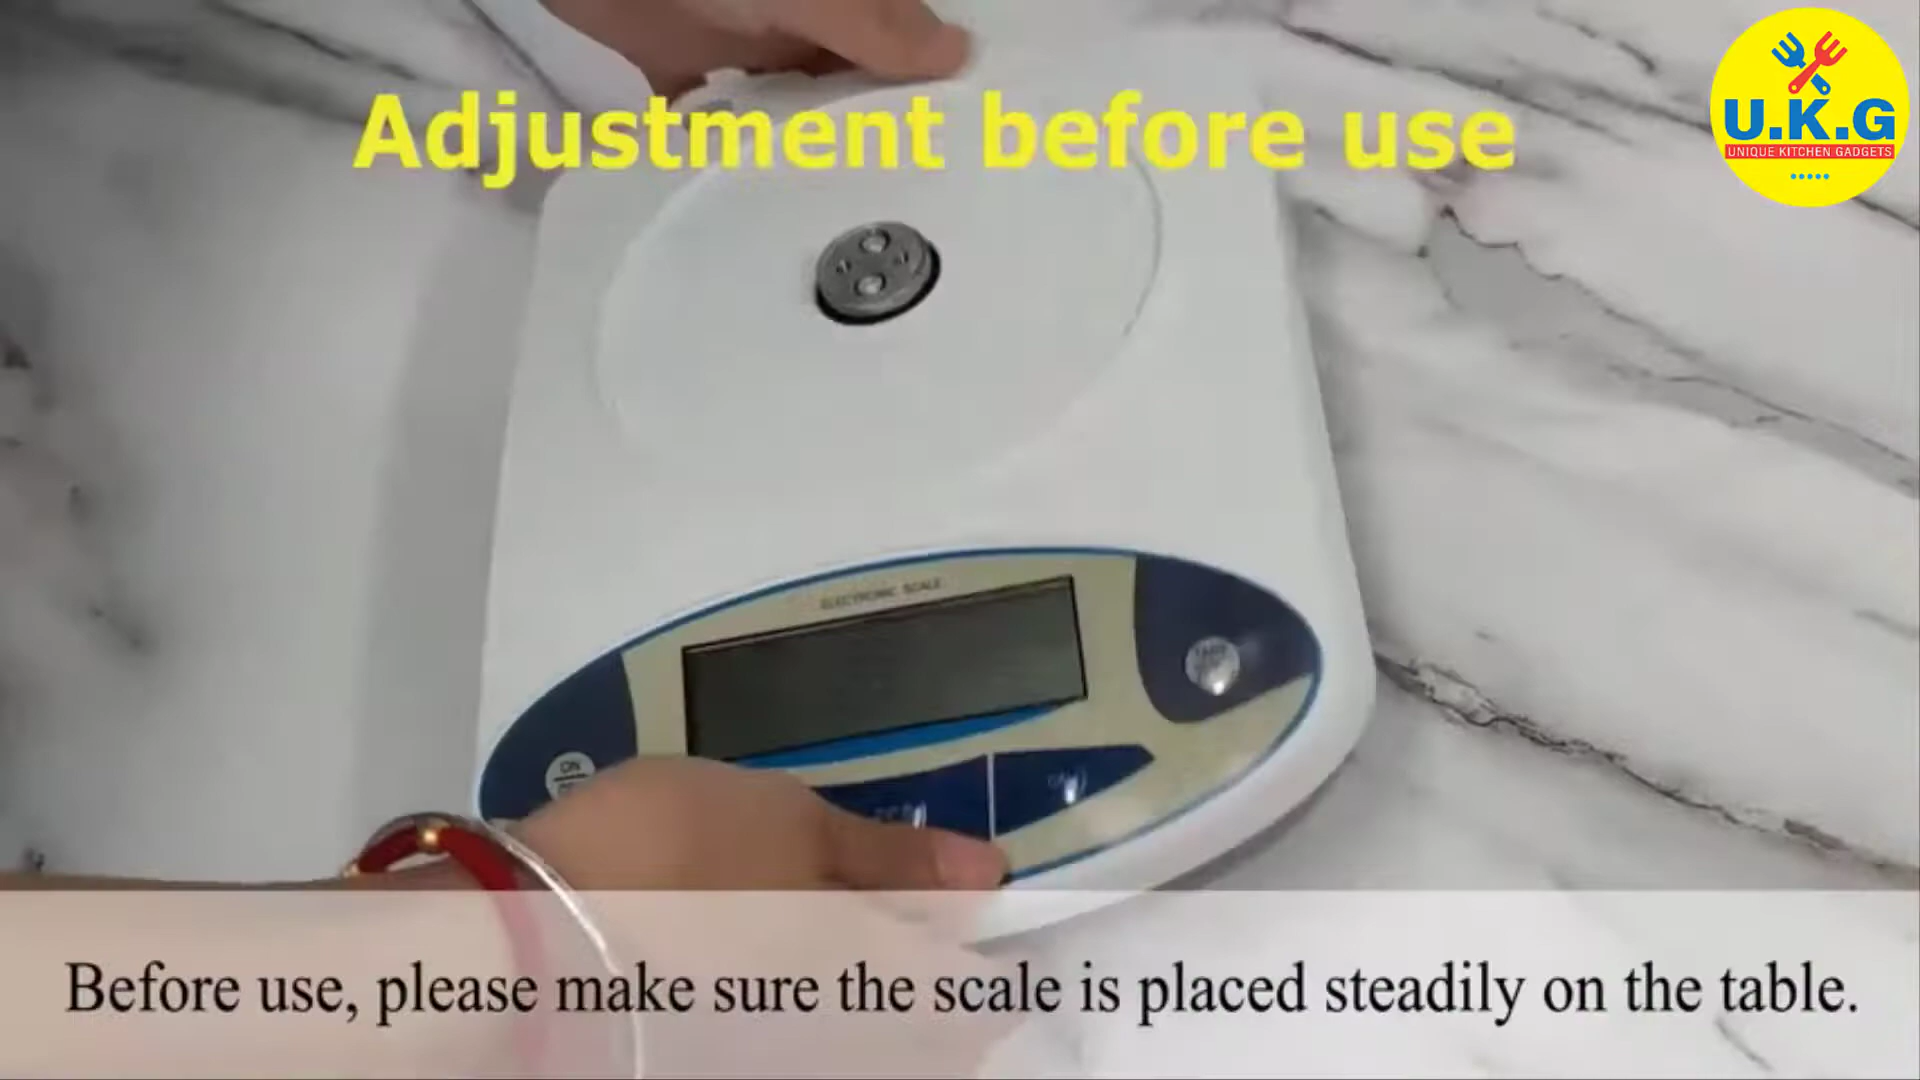 Adjustment before use
U.K.G
UNIQUE KITCHEN GADGETS
ELECTRONIC SCALE
ON
Before use, please make sure the scale is placed steadily on the table.